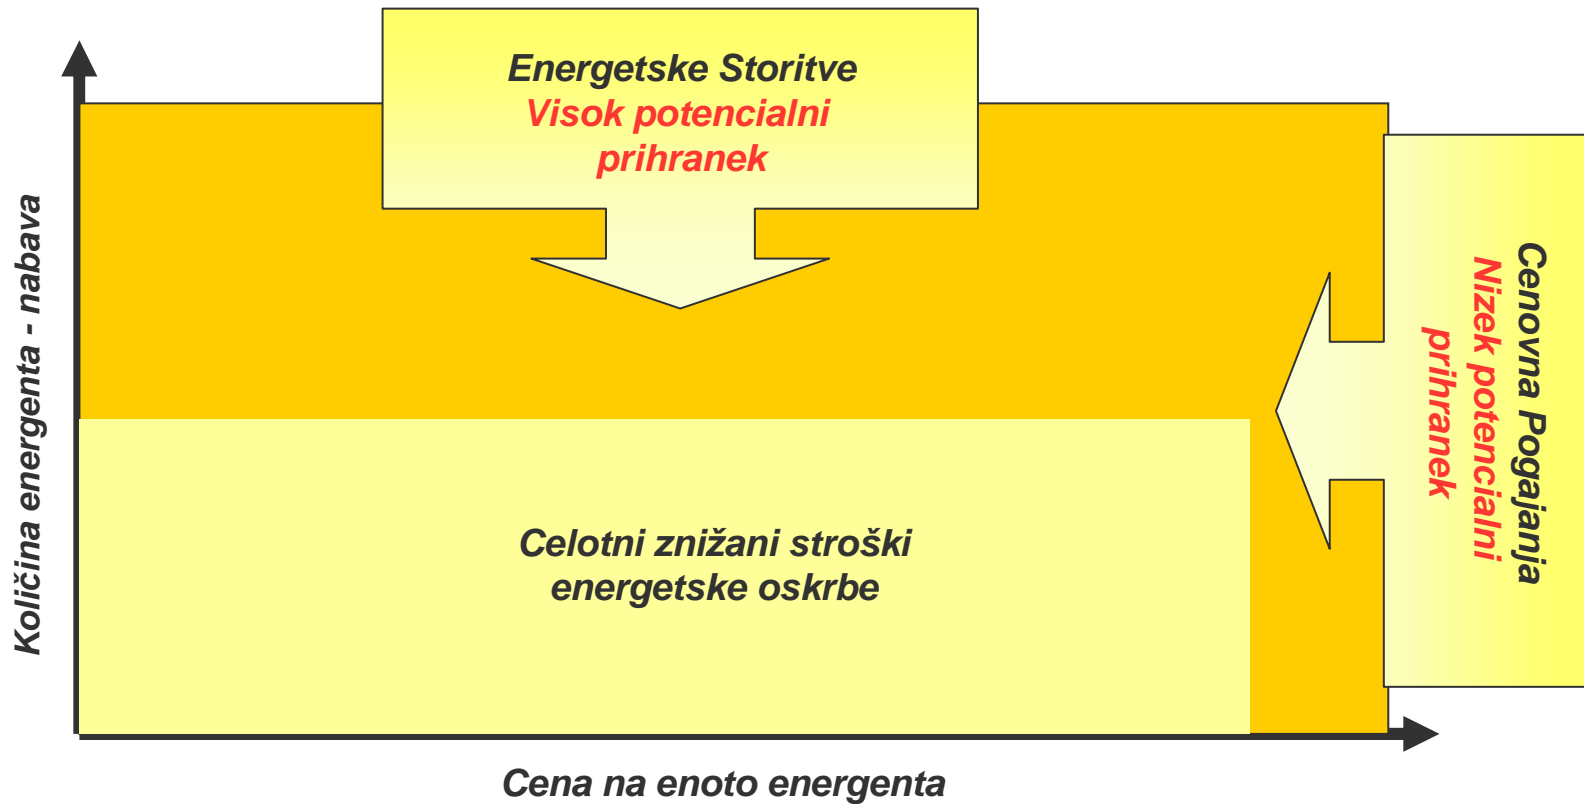 Energetske Storitve
Visok potencialni
prihranek
Količina energenta - nabava
Cenovna Pogajanja
Nizek potencialni
prihranek
Celotni znižani stroški
energetske oskrbe
Cena na enoto energenta